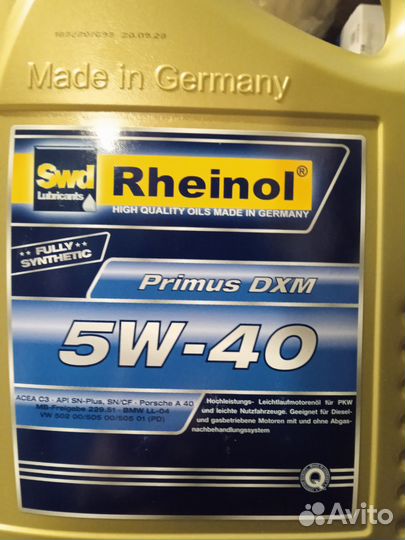 20.09.20
Made in Germany
Swd
Lubricants
Rheinol®
HIGH QUALITY OILS MADE IN GERMANY
** FULLY **
SYNTHETIC
Primus DXM
5W-40
ACEA C3 · API SN-Plus, SN/CF · Porsche A 40
MB-Freigabe 229.51 · BMW LL-04
VW 502 00/505 00/505 01 (PD)
Hochleistungs- Leichtlaufmotorenöl für PKW
und leichte Nutzfahrzeuge. Geeignet für Diesel-
und gasbetriebene Motoren mit und ohne Abgas-
nachbehandlungssystem
Q
Avito